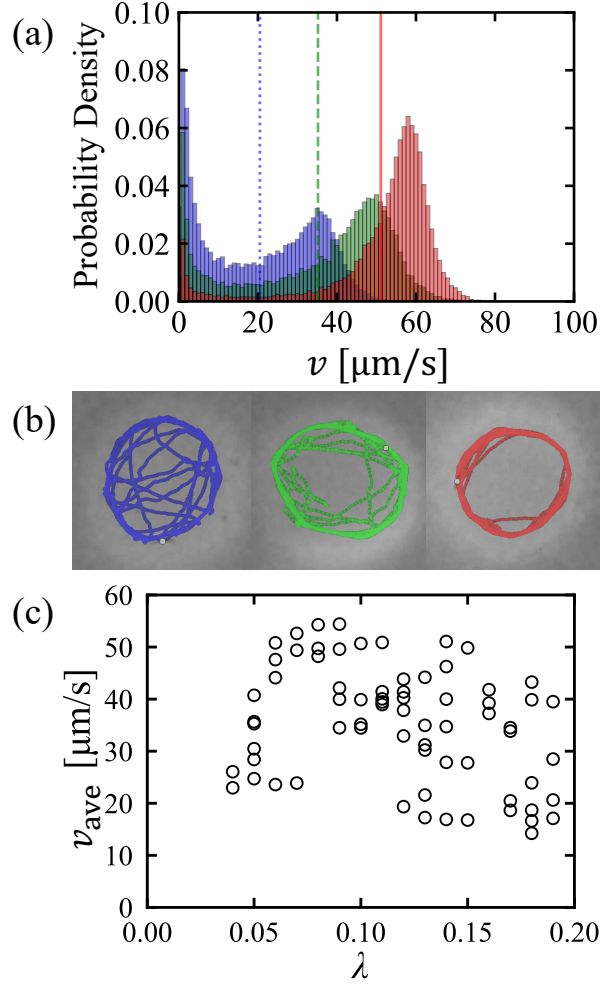 (a)
0.10
0.08
0.06
0.04
0.02
0.00
Probability Density
0 20 40 60 80 100
v [μm/s]
(b)
(c)
60
50
40
30
20
10
0
v_ave [μm/s]
0.00 0.05 0.10 0.15 0.20
λ